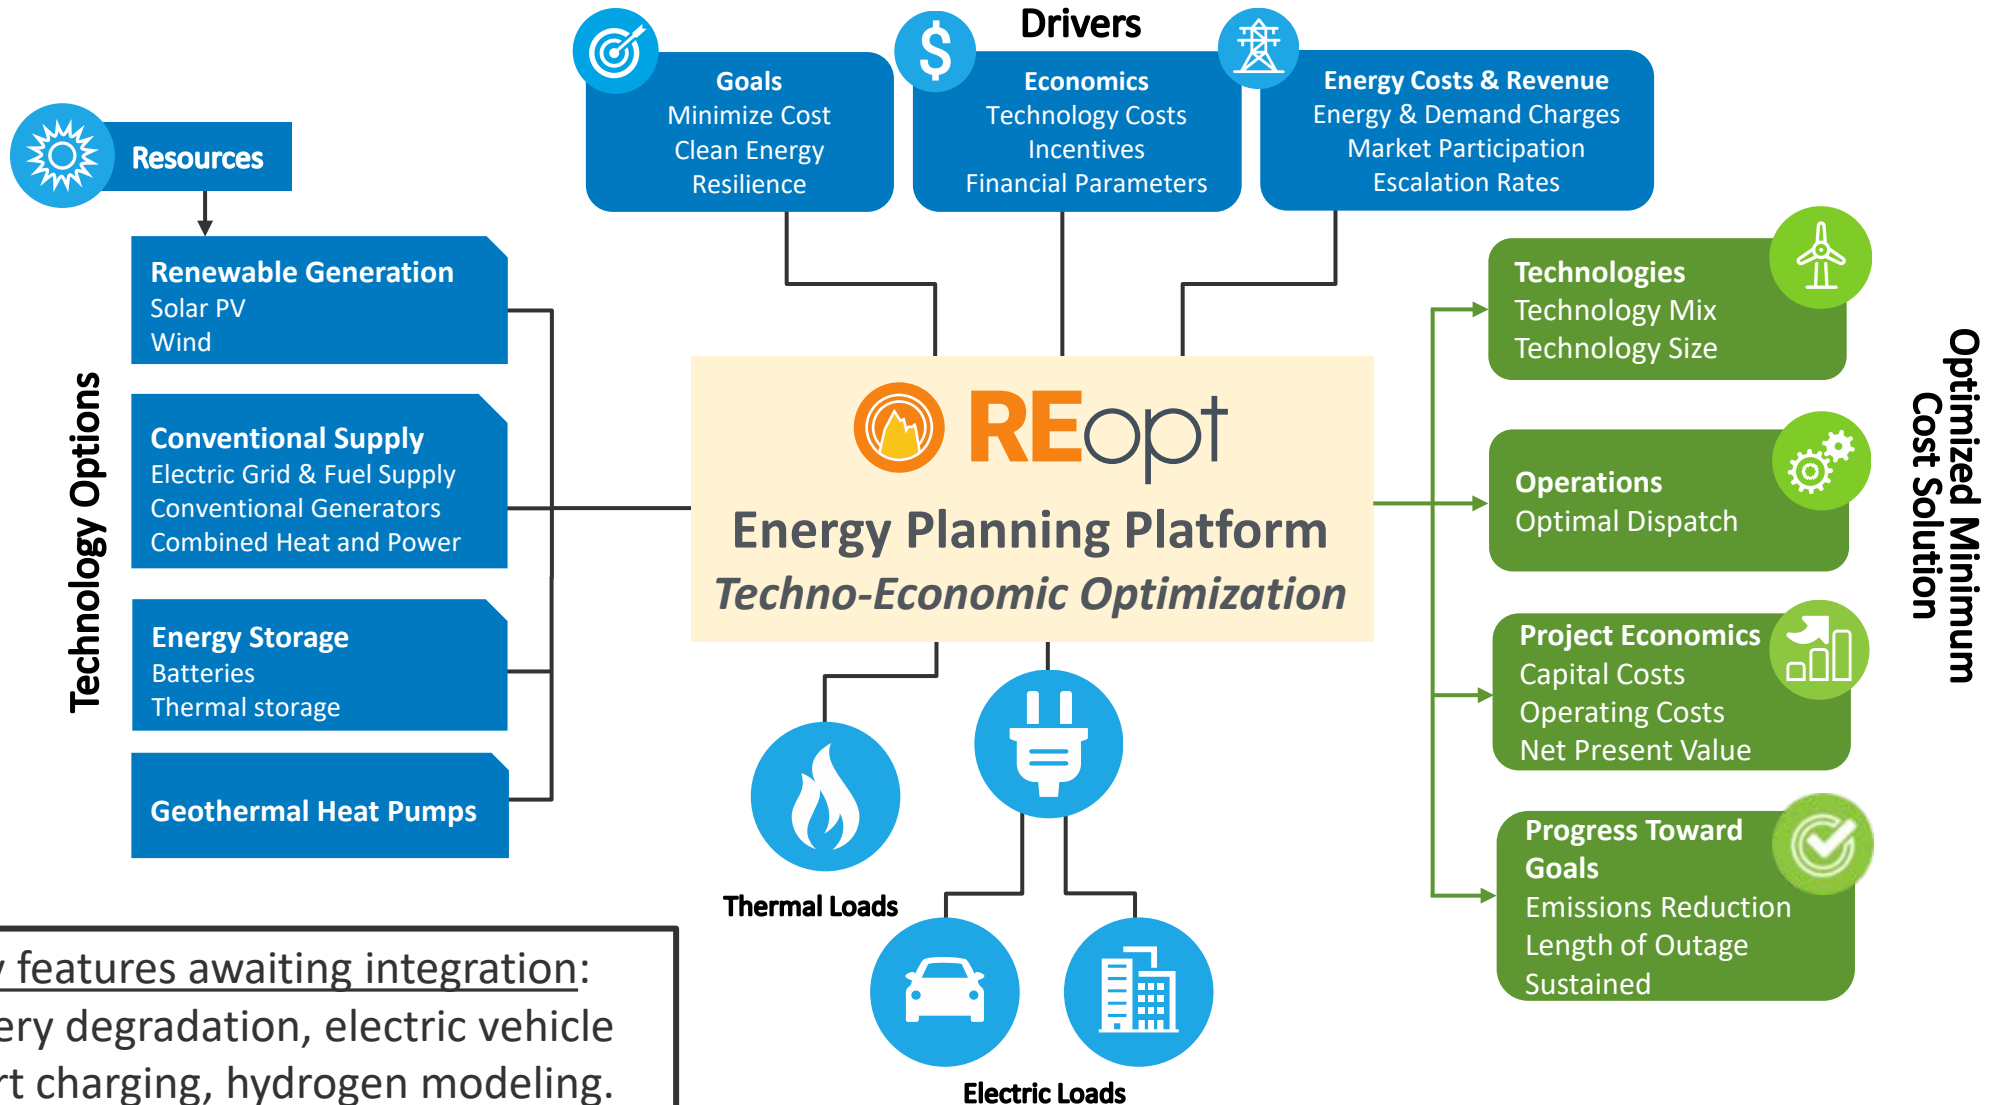 Drivers
Goals
Minimize Cost
Clean Energy
Resilience
Economics
Technology Costs
Incentives
Financial Parameters
Energy Costs & Revenue
Energy & Demand Charges
Market Participation
Escalation Rates
Resources
Technology Options
Renewable Generation
Solar PV
Wind
Conventional Supply
Electric Grid & Fuel Supply
Conventional Generators
Combined Heat and Power
Energy Storage
Batteries
Thermal storage
Geothermal Heat Pumps
REopt
Energy Planning Platform
Techno-Economic Optimization
Thermal Loads
Electric Loads
Technologies
Technology Mix
Technology Size
Operations
Optimal Dispatch
Project Economics
Capital Costs
Operating Costs
Net Present Value
Progress Toward
Goals
Emissions Reduction
Length of Outage
Sustained
Optimized Minimum
Cost Solution
features awaiting integration:
degradation, electric vehicle
charging, hydrogen modeling.